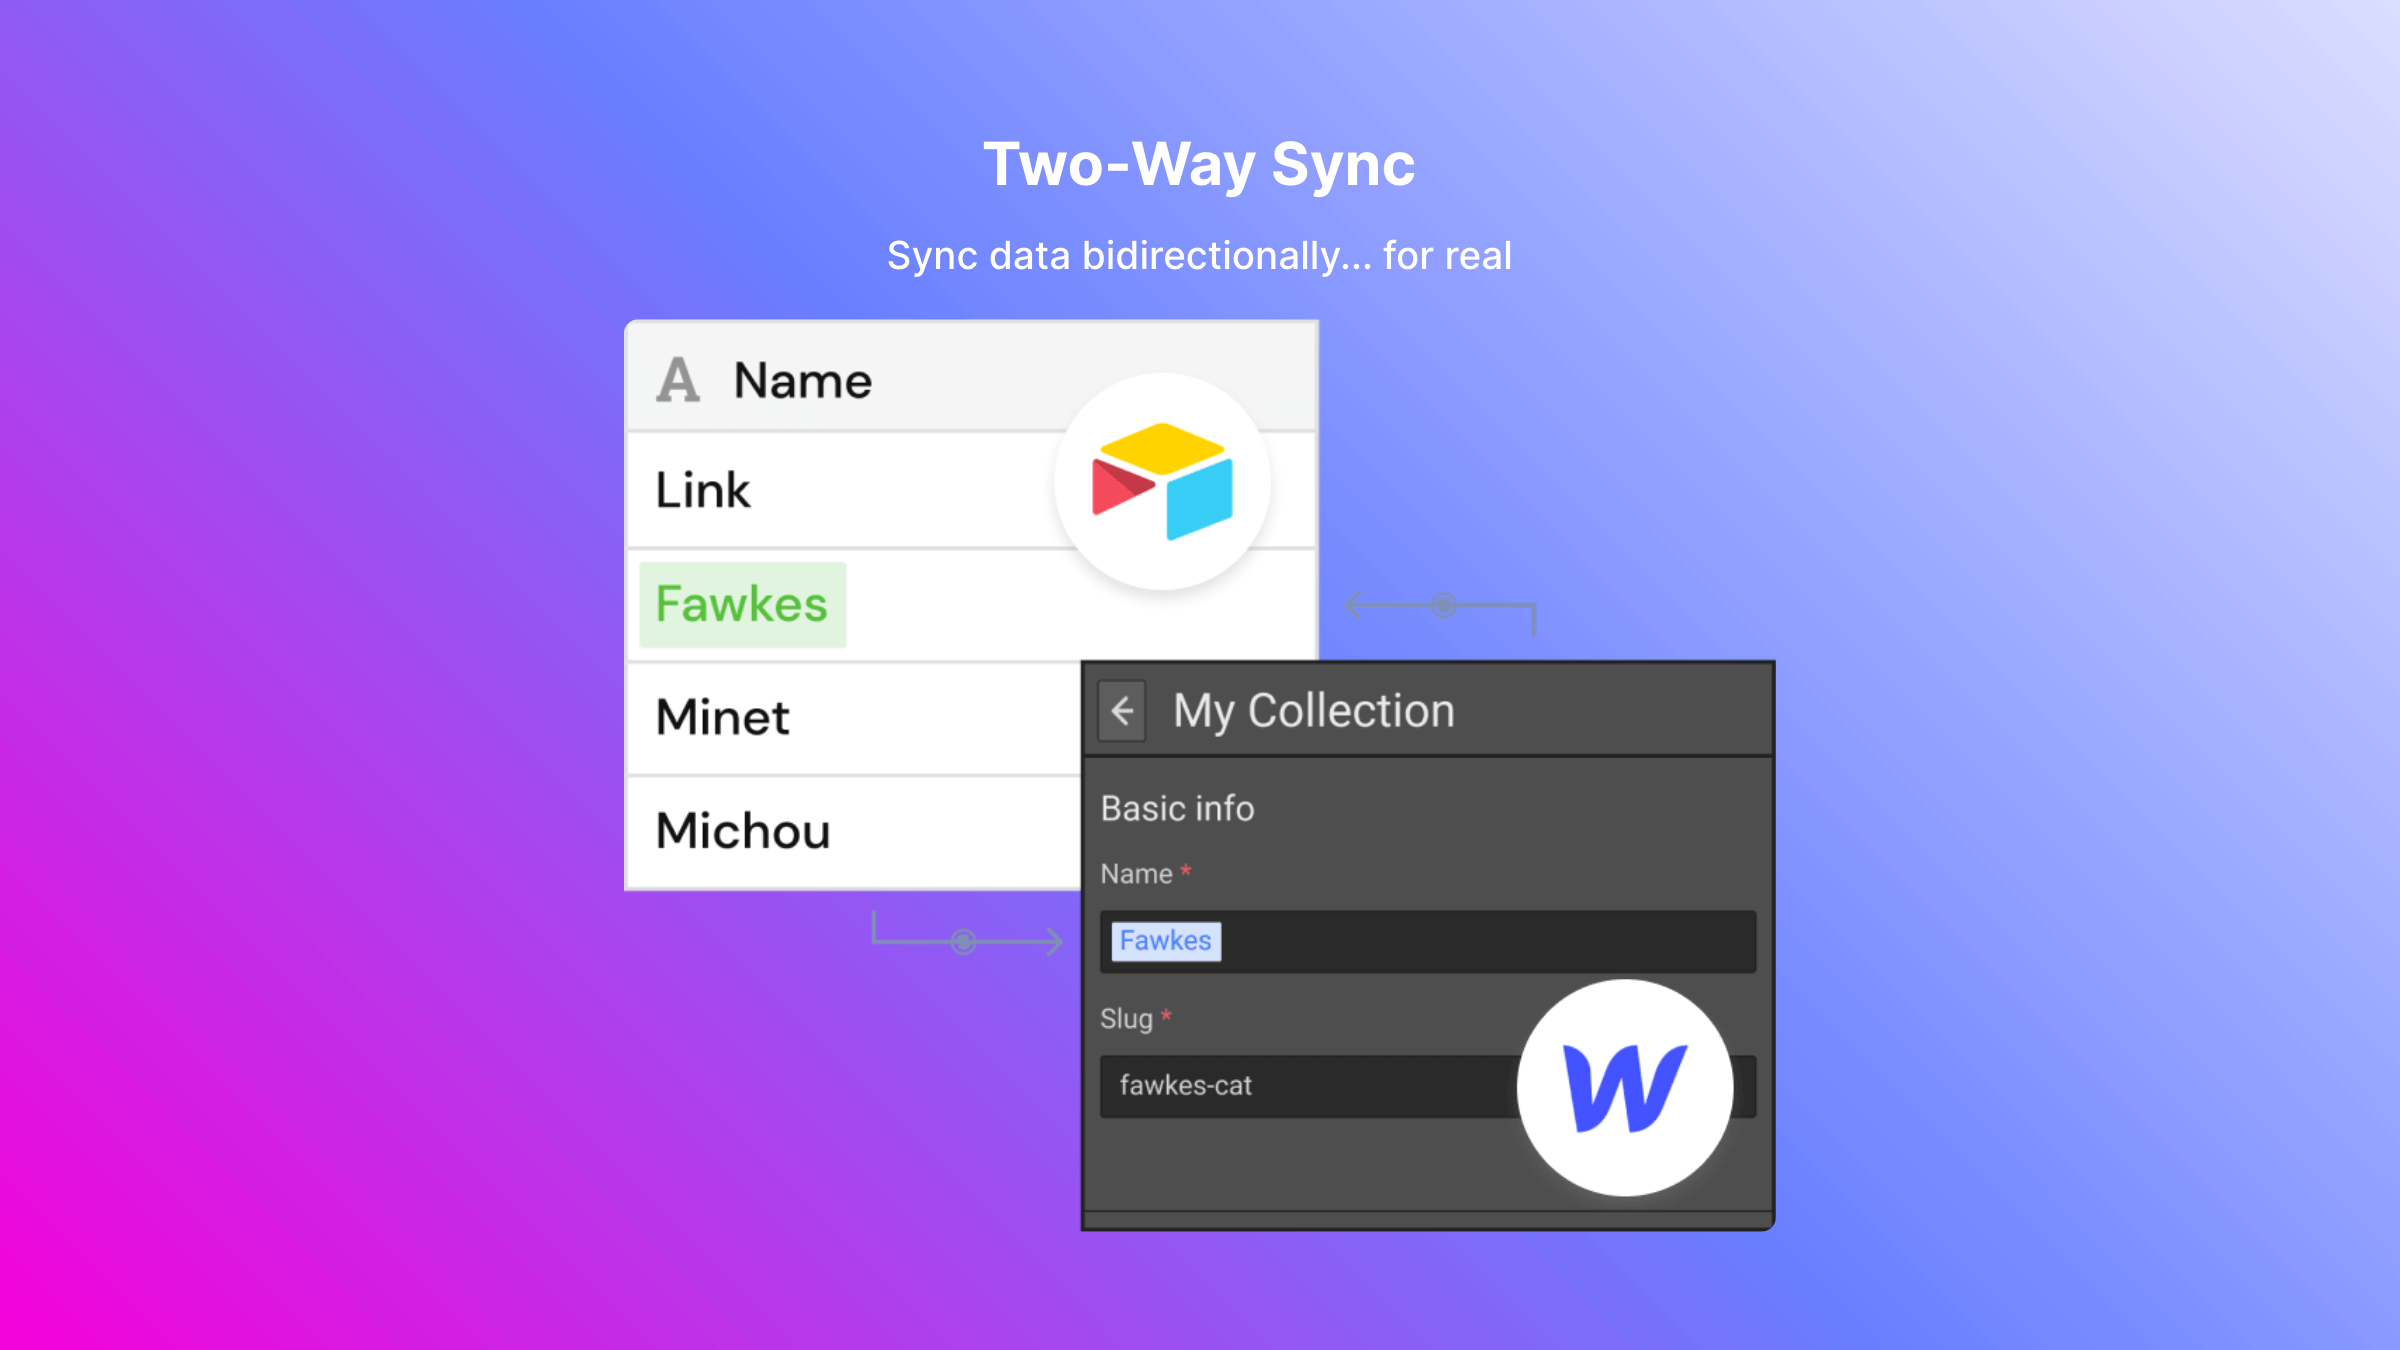 Two-Way Sync
Sync data bidirectionally... for real
A Name
Link
Fawkes
Minet
Michou
My Collection
Basic info
Name *
Fawkes
Slug *
fawkes-cat
W